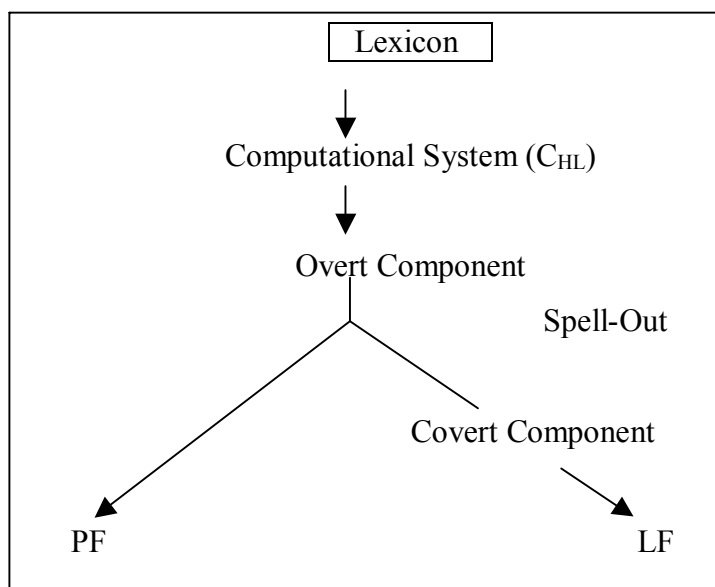 Lexicon
Computational System (C_HL)
Overt Component
Spell-Out
Covert Component
PF LF